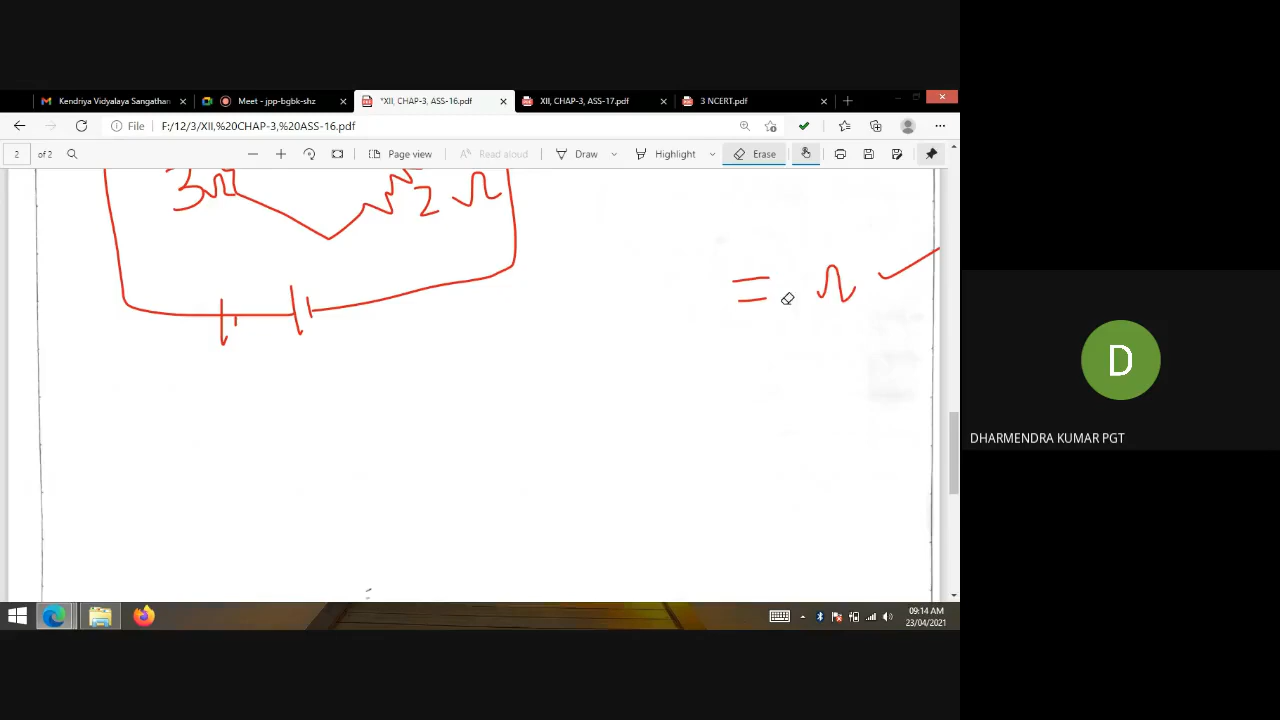 Kendriya Vidyalaya Sangathan
Meet - jpp-bgbk-shz
*XII, CHAP-3, ASS-16.pdf
XII, CHAP-3, ASS-17.pdf
3 NCERT.pdf
File
F:/12/3/XII,%20CHAP-3,%20ASS-16.pdf
2 of 2
Page view
Read aloud
Draw
Highlight
Erase
3Ω
2 Ω
= Ω
D
DHARMENDRA KUMAR PGT
09:14 AM
23/04/2021